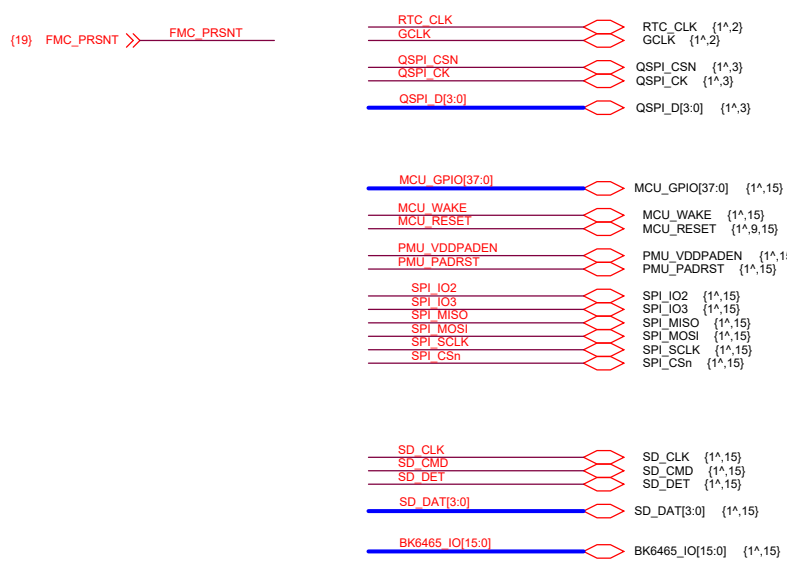 {19} FMC_PRSNT FMC_PRSNT
RTC_CLK RTC_CLK {1^,2}
GCLK GCLK {1^,2}
QSPI_CSN QSPI_CSN {1^,3}
QSPI_CK QSPI_CK {1^,3}
QSPI_D[3:0] QSPI_D[3:0] {1^,3}
MCU_GPIO[37:0] MCU_GPIO[37:0] {1^,15}
MCU_WAKE MCU_WAKE {1^,15}
MCU_RESET MCU_RESET {1^,9,15}
PMU_VDDPADEN PMU_VDDPADEN {1^,15
PMU_PADRST PMU_PADRST {1^,15}
SPI_IO2 SPI_IO2 {1^,15}
SPI_IO3 SPI_IO3 {1^,15}
SPI_MISO SPI_MISO {1^,15}
SPI_MOSI SPI_MOSI {1^,15}
SPI_SCLK SPI_SCLK {1^,15}
SPI_CSn SPI_CSn {1^,15}
SD_CLK SD_CLK {1^,15}
SD_CMD SD_CMD {1^,15}
SD_DET SD_DET {1^,15}
SD_DAT[3:0] SD_DAT[3:0] {1^,15}
BK6465_IO[15:0] BK6465_IO[15:0] {1^,15}